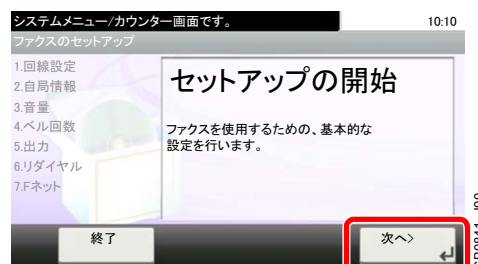 システムメニュー/カウンター画面です。
10:10
ファクスのセットアップ
1.回線設定
2.自局情報
3.音量
4.ベル回数
5.出力
6.リダイヤル
7.Fネット
セットアップの開始
ファクスを使用するための、基本的な
設定を行います。
終了
次へ>